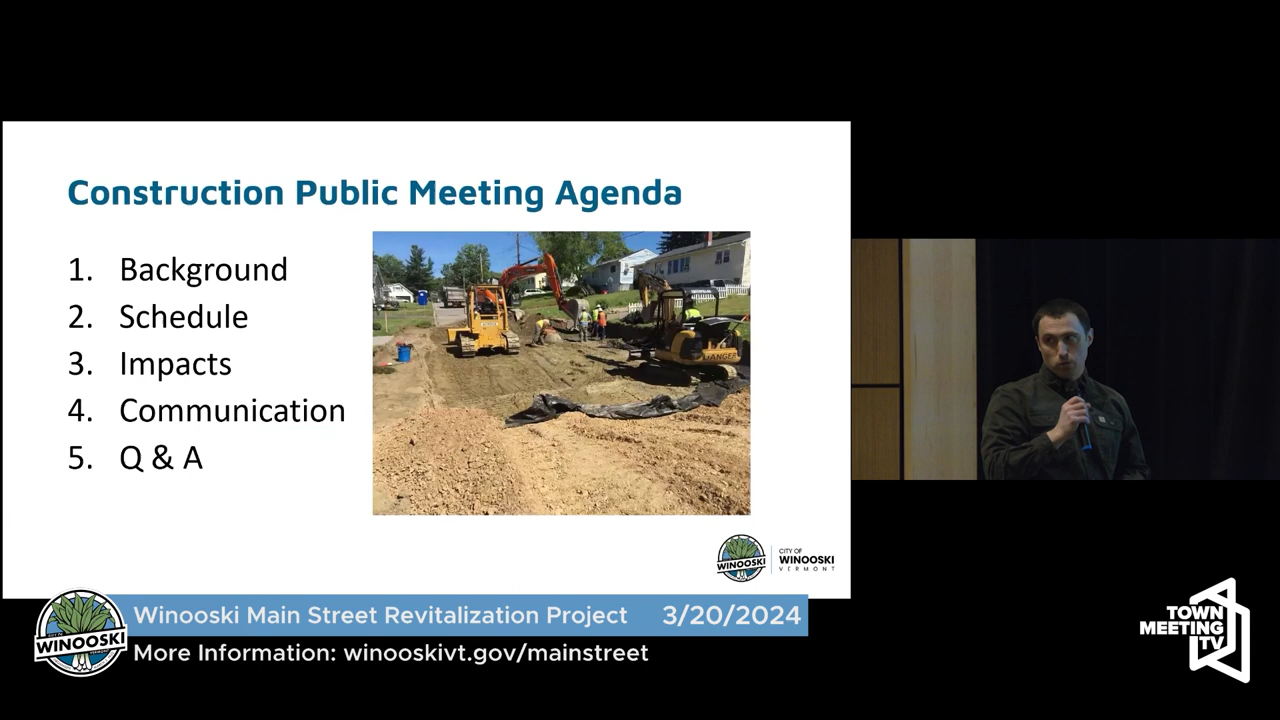 Construction Public Meeting Agenda
1. Background
2. Schedule
3. Impacts
4. Communication
5. Q & A
WINOOSKI
CITY OF
WINOOSKI
VERMONT
WINOOSKI
Winooski Main Street Revitalization Project 3/20/2024
More Information: winooskivt.gov/mainstreet
TOWN
MEETING
TV